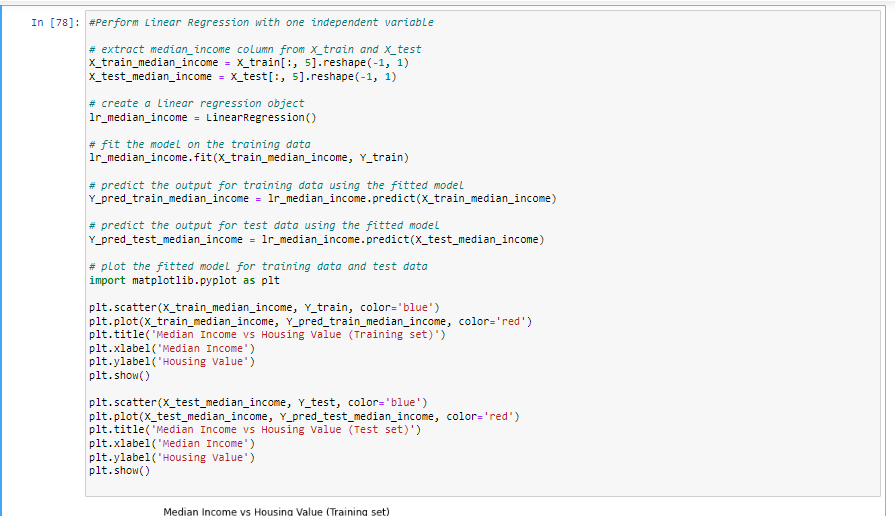 In [78]: #Perform Linear Regression with one independent variable
# extract median_income column from X_train and X_test
X_train_median_income = X_train[:, 5].reshape(-1, 1)
X_test_median_income = X_test[:, 5].reshape(-1, 1)
# create a linear regression object
lr_median_income = LinearRegression()
# fit the model on the training data
lr_median_income.fit(X_train_median_income, Y_train)
# predict the output for training data using the fitted model
Y_pred_train_median_income = lr_median_income.predict(X_train_median_income)
# predict the output for test data using the fitted model
Y_pred_test_median_income = lr_median_income.predict(X_test_median_income)
# plot the fitted model for training data and test data
import matplotlib.pyplot as plt
plt.scatter(X_train_median_income, Y_train, color='blue')
plt.plot(X_train_median_income, Y_pred_train_median_income, color='red')
plt.title('Median Income vs Housing Value (Training set)')
plt.xlabel('Median Income')
plt.ylabel('Housing Value')
plt.show()
plt.scatter(X_test_median_income, Y_test, color='blue')
plt.plot(X_test_median_income, Y_pred_test_median_income, color='red')
plt.title('Median Income vs Housing Value (Test set)')
plt.xlabel('Median Income')
plt.ylabel('Housing Value')
plt.show()
Median Income vs Housing Value (Training set)